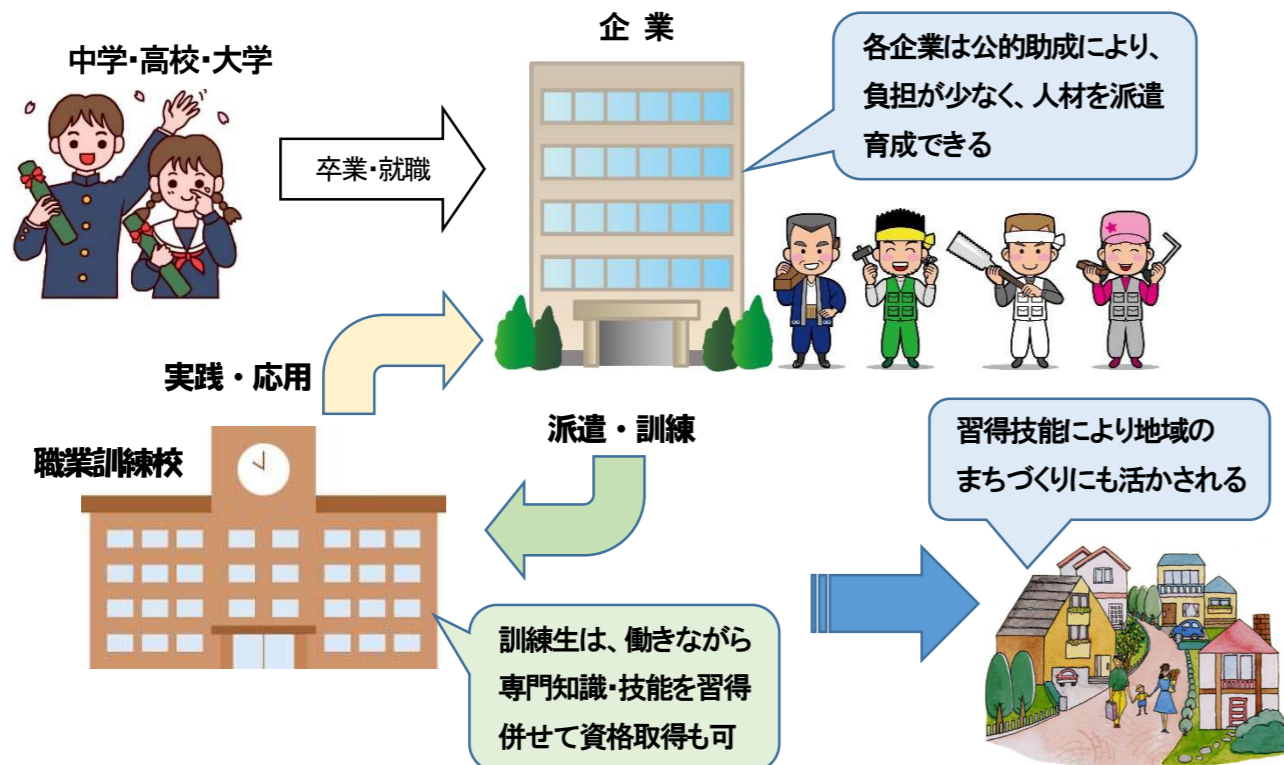 企 業
中学・高校・大学
各企業は公的助成により、
負担が少なく、人材を派遣
育成できる
卒業・就職
実践・応用
派遣・訓練
職業訓練校
習得技能により地域の
まちづくりにも活かされる
訓練生は、働きながら
専門知識・技能を習得
併せて資格取得も可